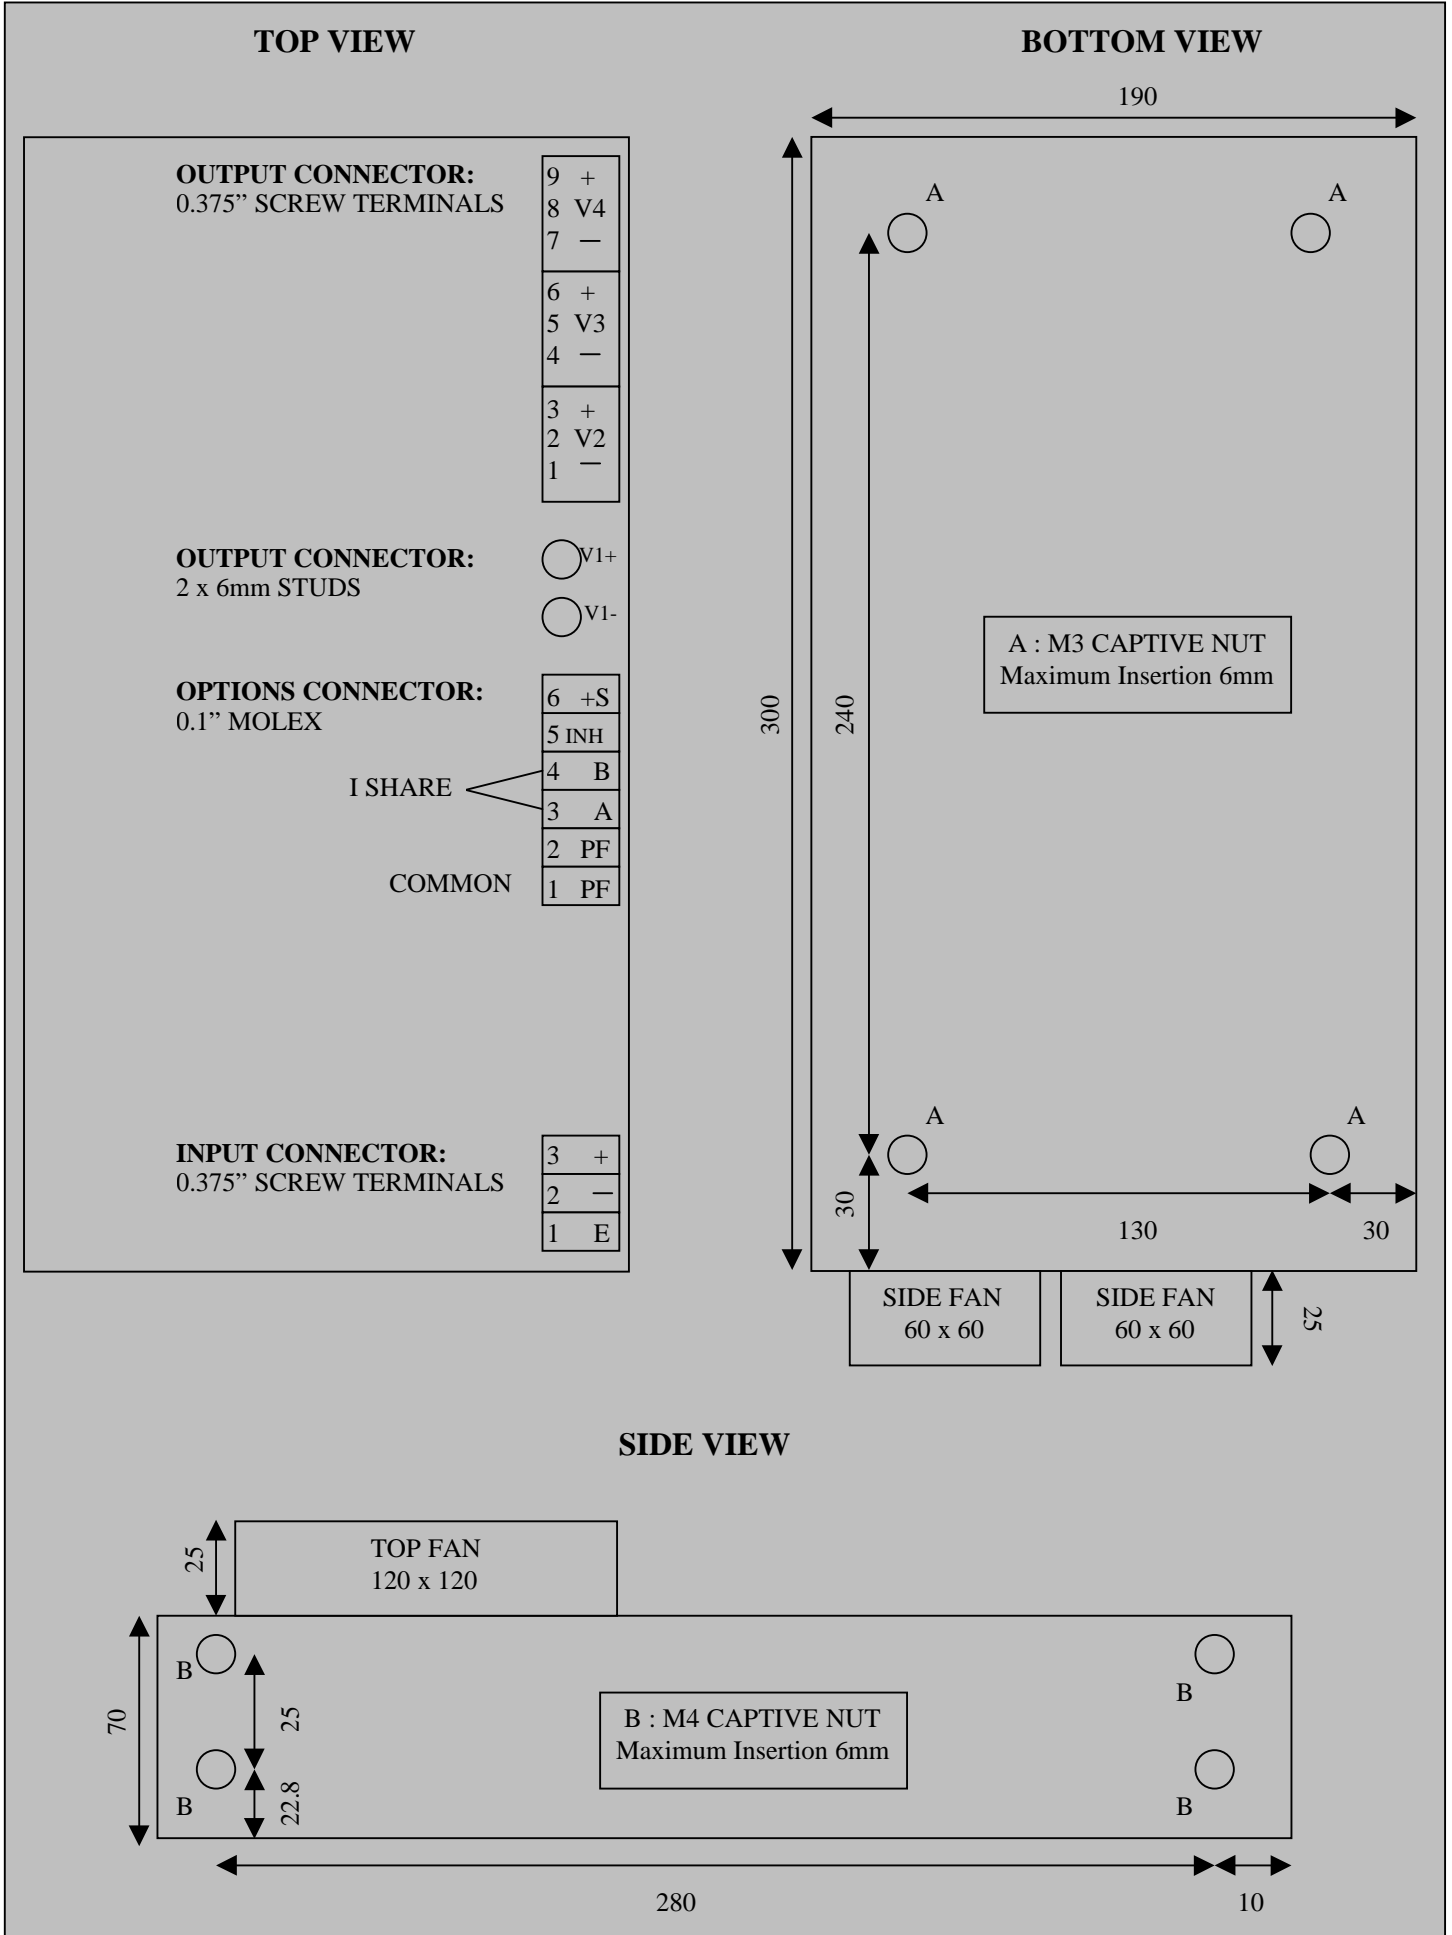 TOP VIEW
OUTPUT CONNECTOR:
0.375” SCREW TERMINALS
9 +
8 V4
7 —
6 +
5 V3
4 —
3 +
2 V2
1 —
OUTPUT CONNECTOR:
2 x 6mm STUDS
V1+
V1-
OPTIONS CONNECTOR:
0.1” MOLEX
I SHARE
COMMON
6 +S
5 INH
4 B
3 A
2 PF
1 PF
INPUT CONNECTOR:
0.375” SCREW TERMINALS
3 +
2 —
1 E
BOTTOM VIEW
190
A
A
300
240
A : M3 CAPTIVE NUT
Maximum Insertion 6mm
A
A
30
130
30
SIDE FAN
60 x 60
SIDE FAN
60 x 60
25
SIDE VIEW
25
TOP FAN
120 x 120
70
B
B
25
22.8
B : M4 CAPTIVE NUT
Maximum Insertion 6mm
B
B
280
10